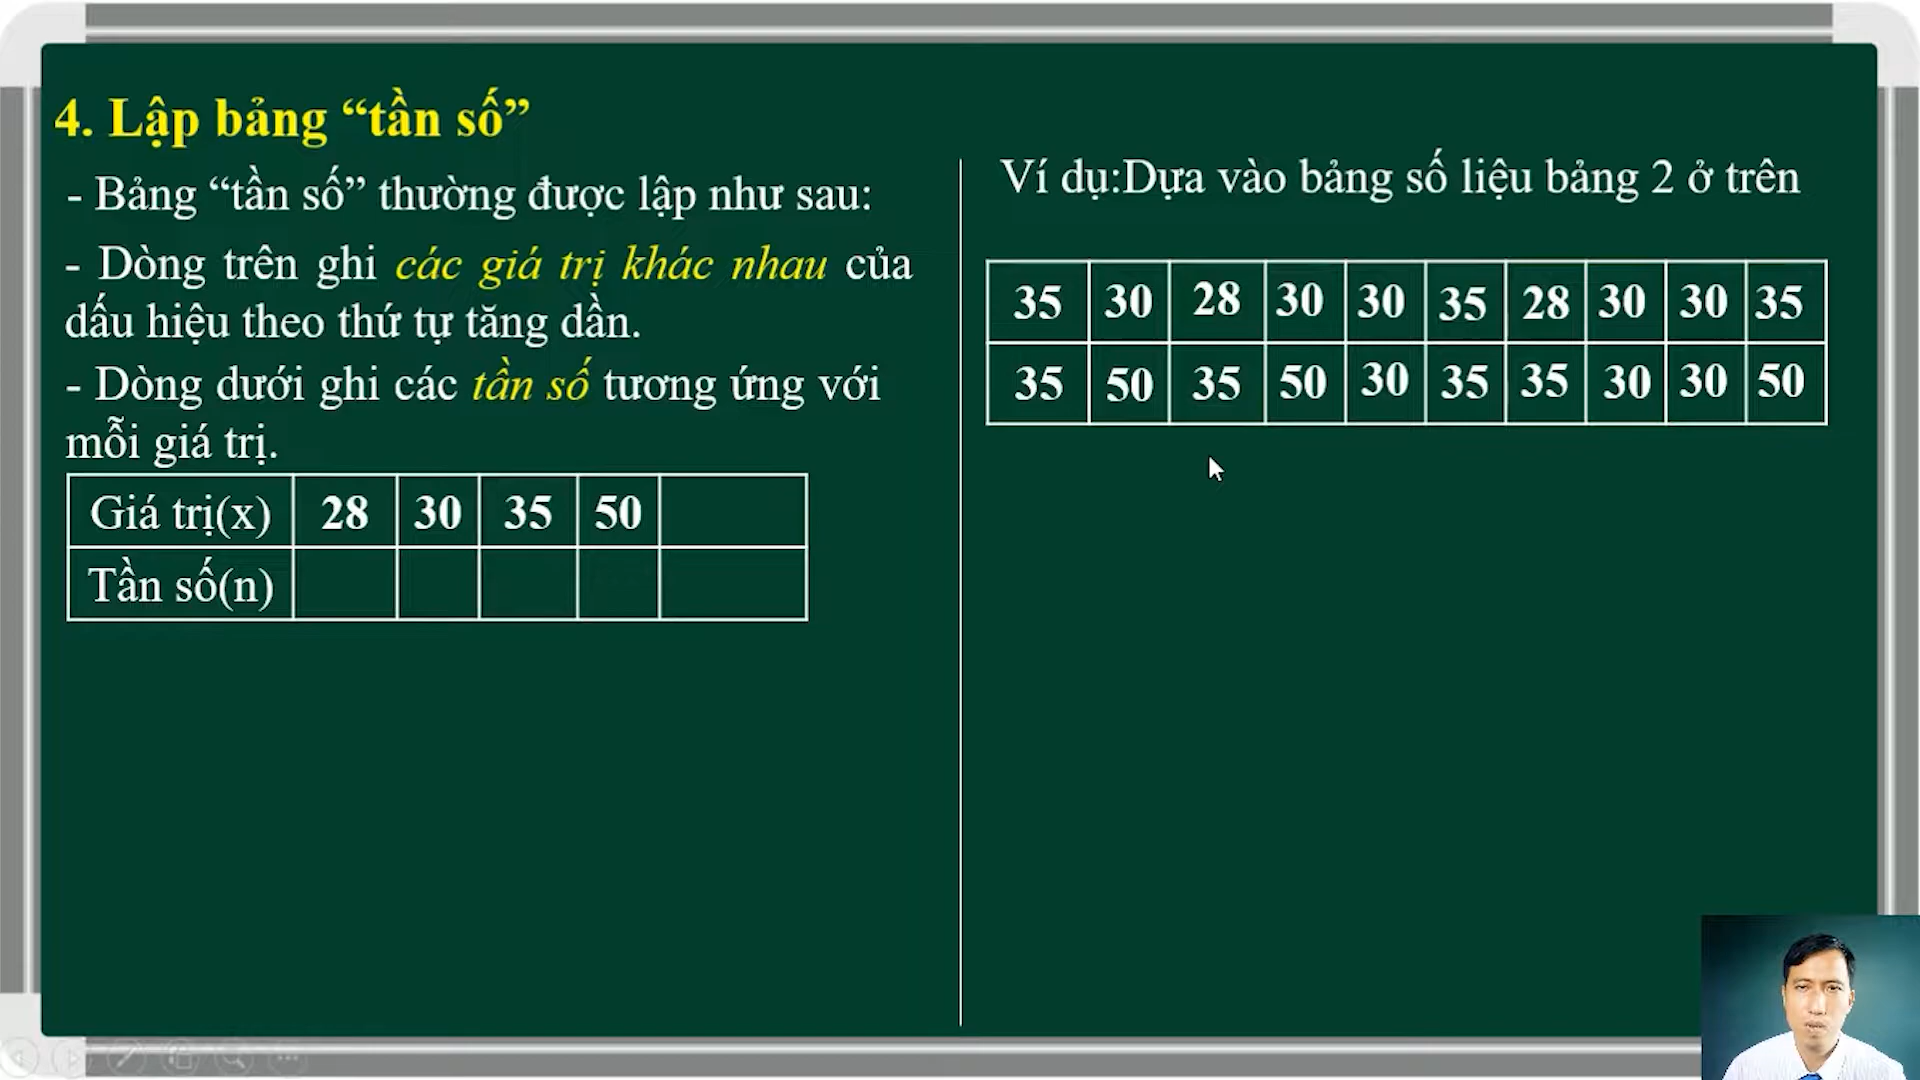 4. Lập bảng “tần số”
- Bảng “tần số” thường được lập như sau:
- Dòng trên ghi các giá trị khác nhau của
dấu hiệu theo thứ tự tăng dần.
- Dòng dưới ghi các tần số tương ứng với
mỗi giá trị.
Giá trị(x) 28 30 35 50
Tần số(n)
Ví dụ:Dựa vào bảng số liệu bảng 2 ở trên
35 30 28 30 30 35 28 30 30 35
35 50 35 50 30 35 35 30 30 50